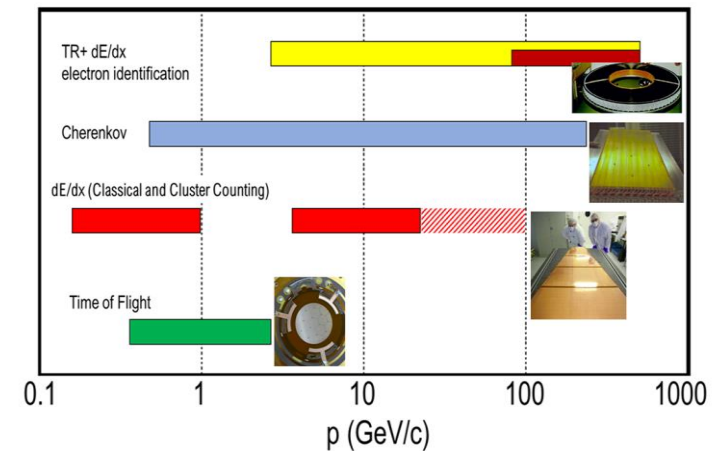 TR+ dE/dx
electron identification
Cherenkov
dE/dx (Classical and Cluster Counting)
Time of Flight
0.1 1 10 100 1000
p (GeV/c)